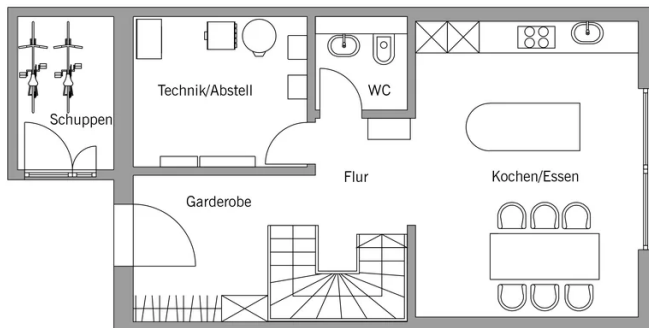 Technik/Abstell
WC
Schuppen
Flur
Kochen/Essen
Garderobe